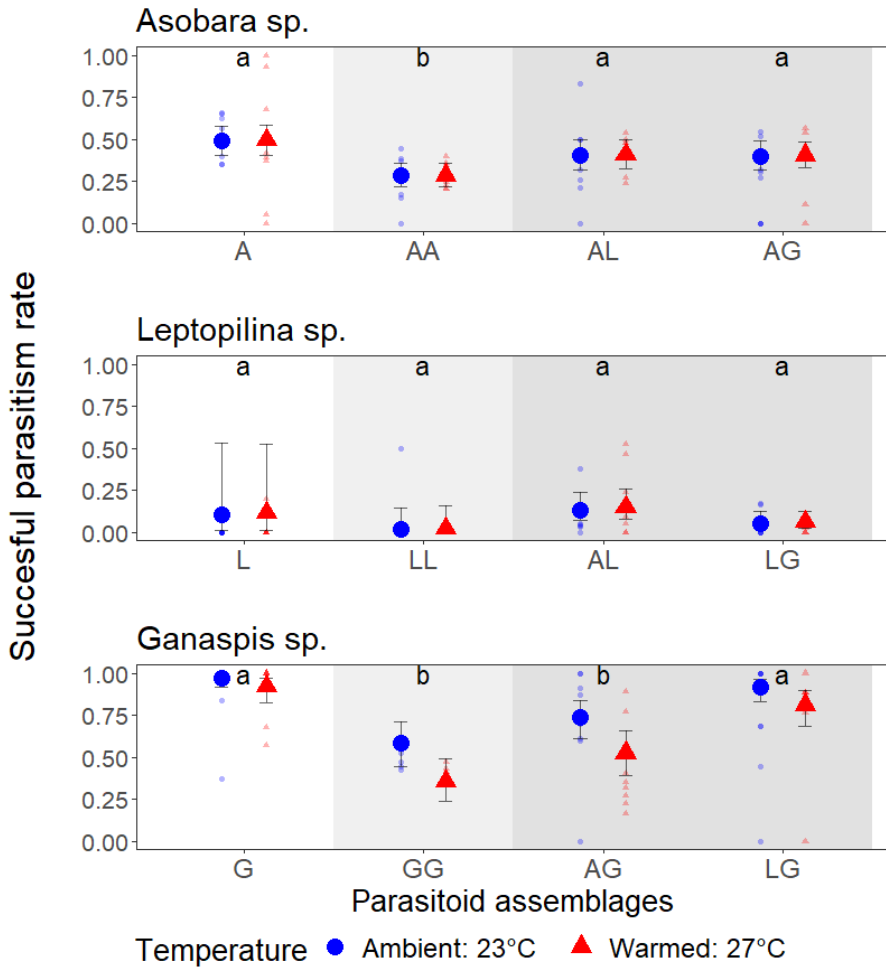 Asobara sp.
1.00
0.75
0.50
0.25
0.00
a b a a
A AA AL AG
Leptopilina sp.
1.00
0.75
0.50
0.25
0.00
a a a a
L LL AL LG
Ganaspis sp.
1.00
0.75
0.50
0.25
0.00
a b b a
G GG AG LG
Succesful parasitism rate
Parasitoid assemblages
Temperature Ambient: 23°C Warmed: 27°C